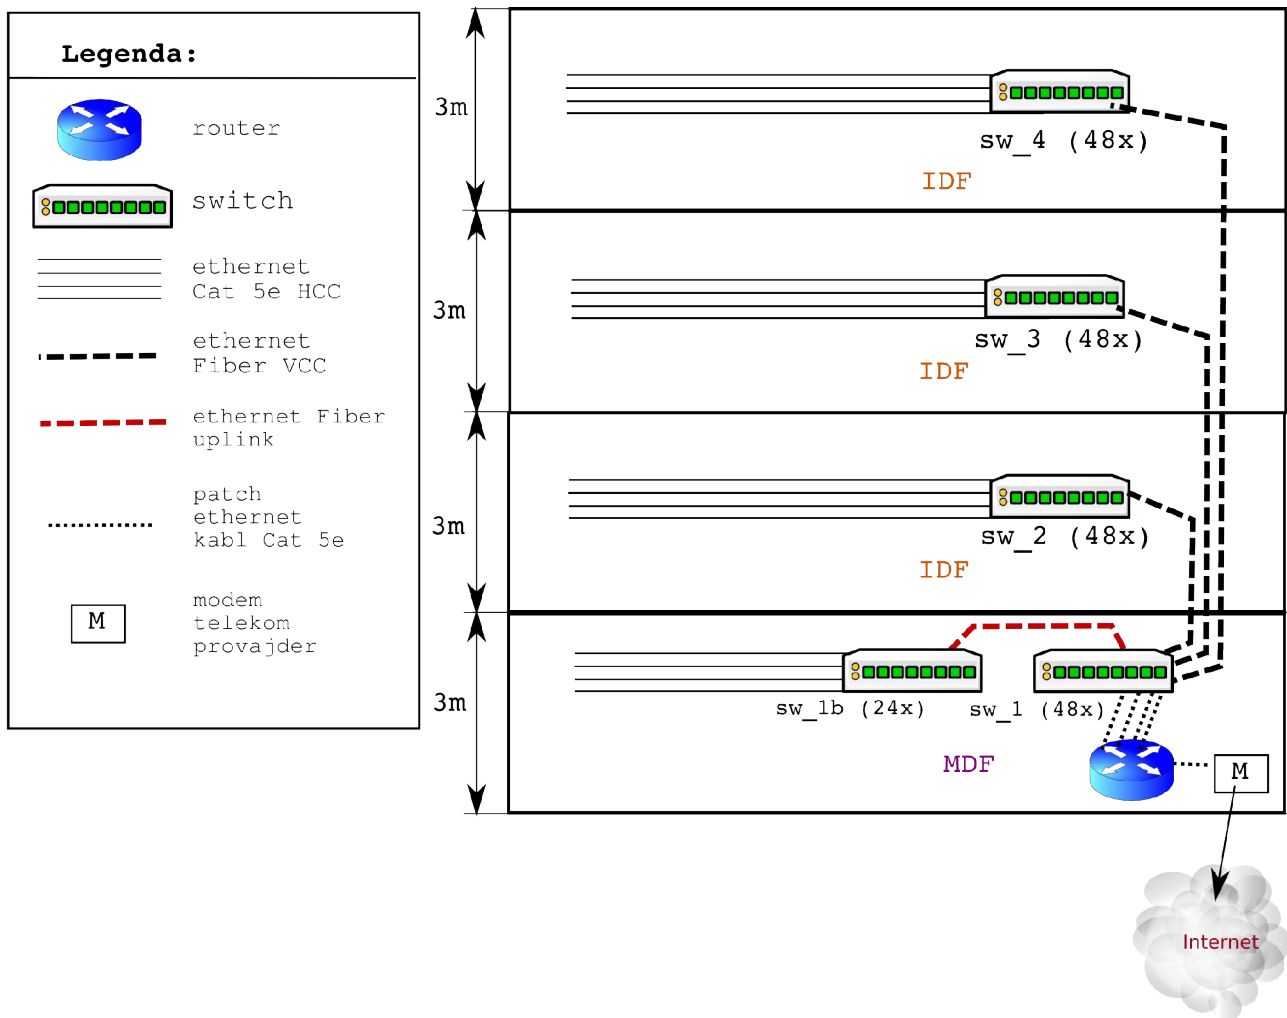 Legenda:
router
switch
ethernet
Cat 5e HCC
ethernet
Fiber VCC
ethernet Fiber
uplink
patch
ethernet
kabl Cat 5e
M
modem
telekom
provajder
3m
sw_4 (48x)
IDF
3m
sw_3 (48x)
IDF
3m
sw_2 (48x)
IDF
3m
sw_1b (24x)
sw_1 (48x)
MDF
M
Internet